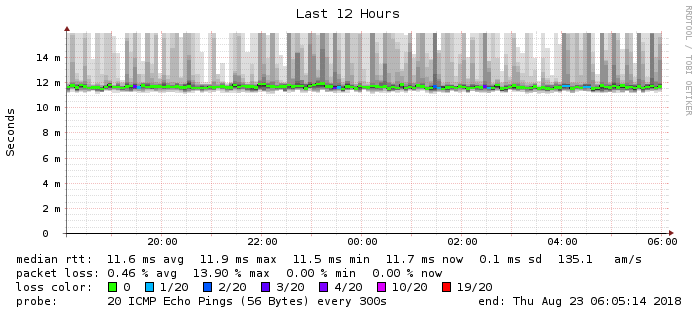 Last 12 Hours
RRDTOOL / TOBI OETIKER
Seconds
14 m
12 m
10 m
8 m
6 m
4 m
2 m
0
20:00 22:00 00:00 02:00 04:00 06:00
median rtt: 11.6 ms avg 11.9 ms max 11.5 ms min 11.7 ms now 0.1 ms sd 135.1 am/s
packet loss: 0.46 % avg 13.90 % max 0.00 % min 0.00 % now
loss color: 0 1/20 2/20 3/20 4/20 10/20 19/20
probe: 20 ICMP Echo Pings (56 Bytes) every 300s end: Thu Aug 23 06:05:14 2018